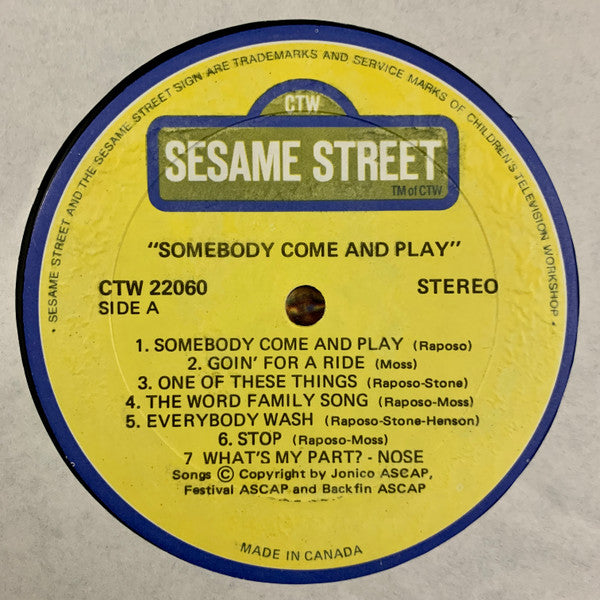 • SESAME STREET AND THE SESAME STREET SIGN ARE TRADEMARKS AND SERVICE MARKS OF CHILDREN'S TELEVISION WORKSHOP •
CTW
SESAME STREET
TM of CTW
"SOMEBODY COME AND PLAY"
CTW 22060 STEREO
SIDE A
1. SOMEBODY COME AND PLAY (Raposo)
2. GOIN' FOR A RIDE (Moss)
3. ONE OF THESE THINGS (Raposo-Stone)
4. THE WORD FAMILY SONG (Raposo-Moss)
5. EVERYBODY WASH (Raposo-Stone-Henson)
6. STOP (Raposo-Moss)
7 WHAT'S MY PART? - NOSE
Songs © Copyright by Jonico ASCAP,
Festival ASCAP and Backfin ASCAP
MADE IN CANADA